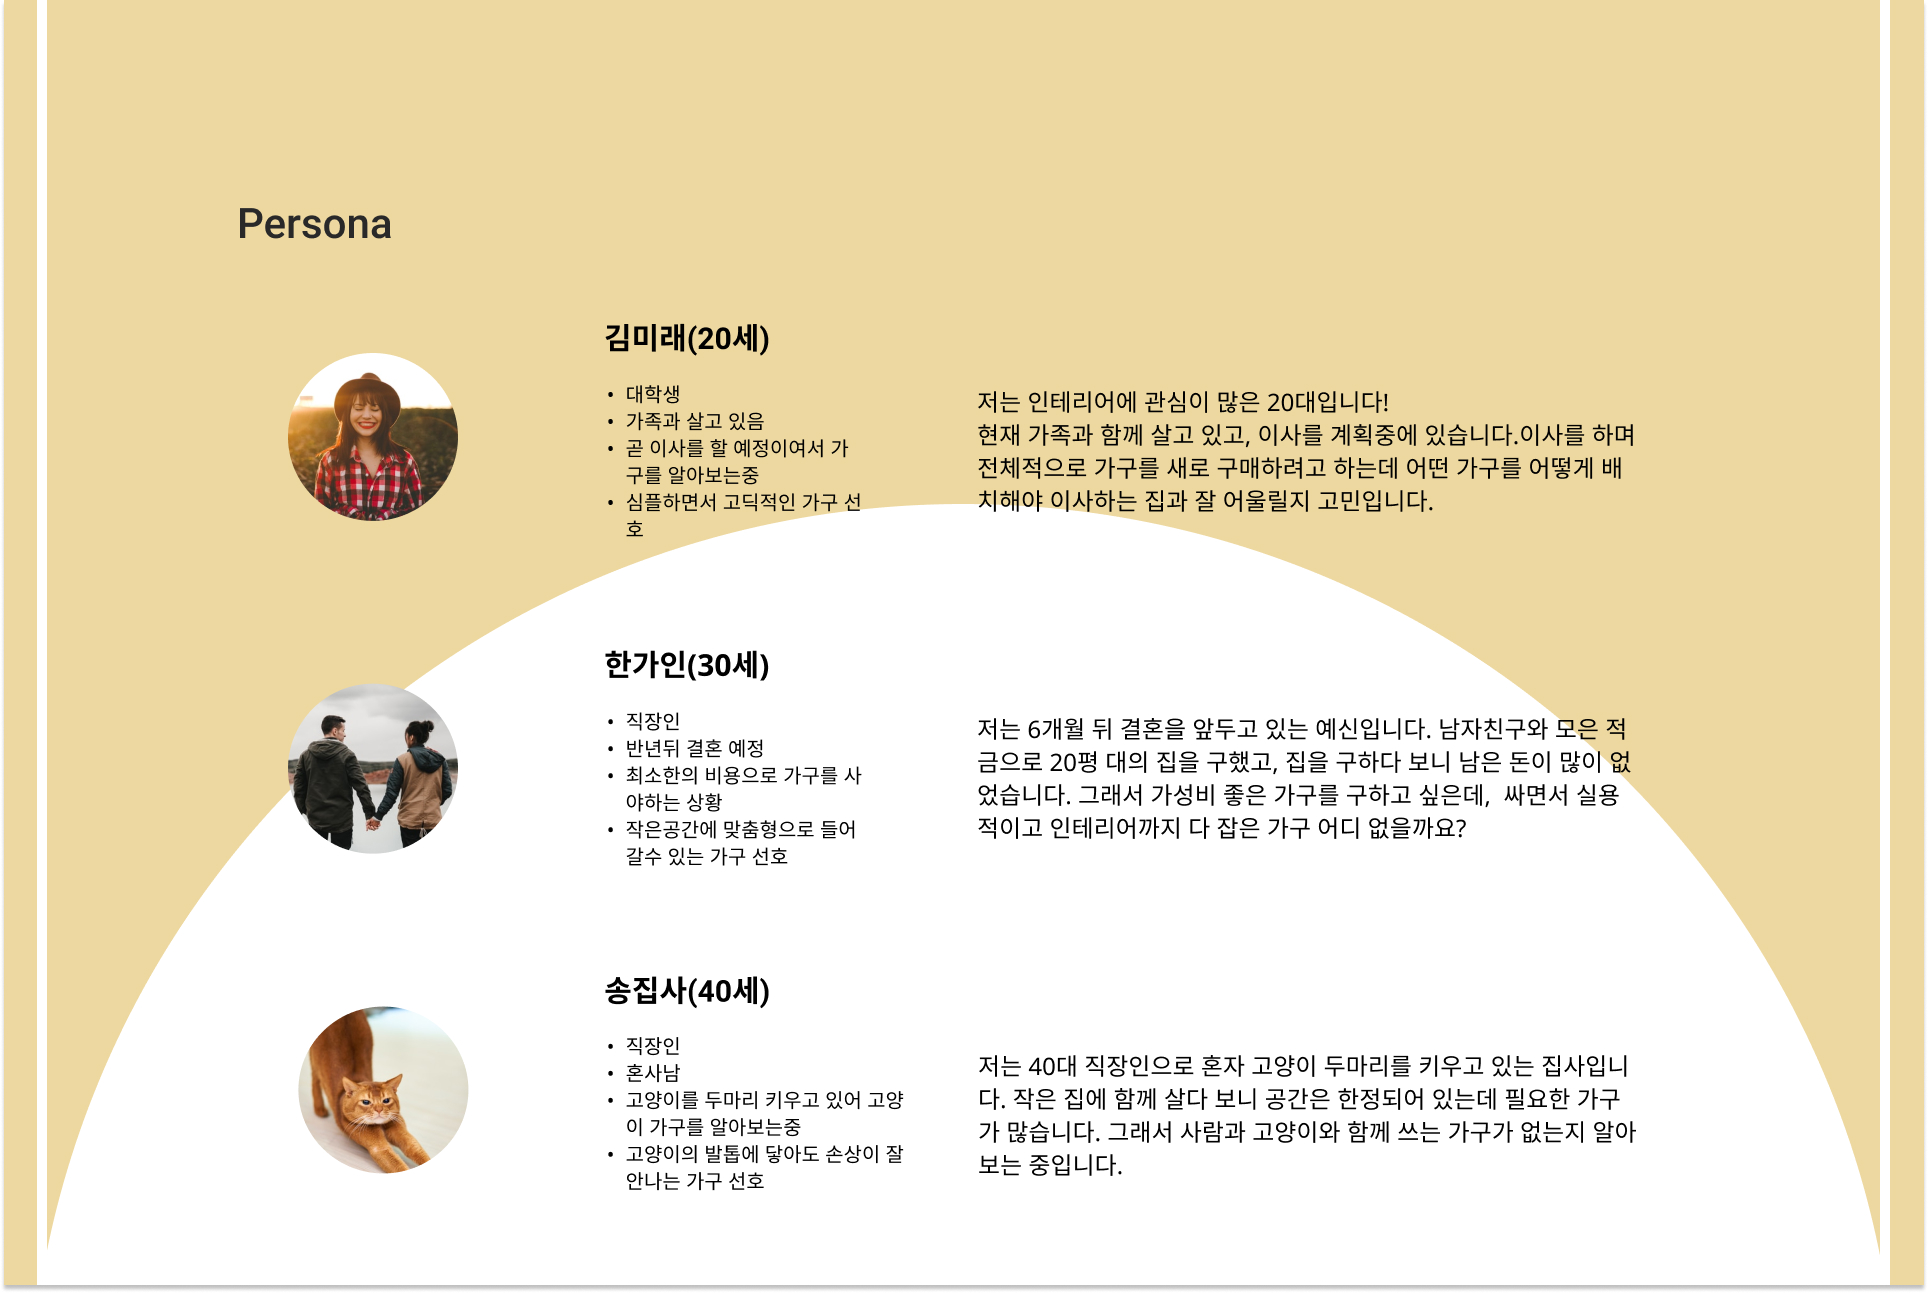 Persona
김미래(20세)
• 대학생
• 가족과 살고 있음
• 곧 이사를 할 예정이여서 가
구를 알아보는중
• 심플하면서 고딕적인 가구 선
호
저는 인테리어에 관심이 많은 20대입니다!
현재 가족과 함께 살고 있고, 이사를 계획중에 있습니다.이사를 하며
전체적으로 가구를 새로 구매하려고 하는데 어떤 가구를 어떻게 배
치해야 이사하는 집과 잘 어울릴지 고민입니다.
한가인(30세)
• 직장인
• 반년뒤 결혼 예정
• 최소한의 비용으로 가구를 사
야하는 상황
• 작은공간에 맞춤형으로 들어
갈수 있는 가구 선호
저는 6개월 뒤 결혼을 앞두고 있는 예신입니다. 남자친구와 모은 적
금으로 20평 대의 집을 구했고, 집을 구하다 보니 남은 돈이 많이 없
었습니다. 그래서 가성비 좋은 가구를 구하고 싶은데,  싸면서 실용
적이고 인테리어까지 다 잡은 가구 어디 없을까요?
송집사(40세)
• 직장인
• 혼사남
• 고양이를 두마리 키우고 있어 고양
이 가구를 알아보는중
• 고양이의 발톱에 닿아도 손상이 잘
안나는 가구 선호
저는 40대 직장인으로 혼자 고양이 두마리를 키우고 있는 집사입니
다. 작은 집에 함께 살다 보니 공간은 한정되어 있는데 필요한 가구
가 많습니다. 그래서 사람과 고양이와 함께 쓰는 가구가 없는지 알아
보는 중입니다.